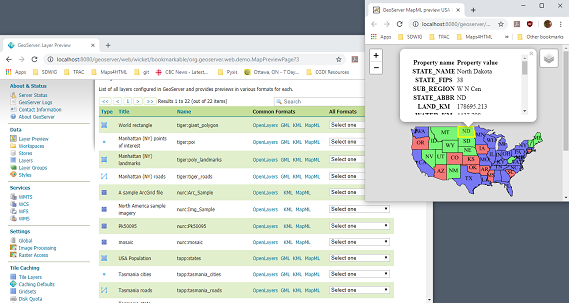 GeoServer Layer Preview
localhost:8080/geoserver/web/wicket/bookmarkable/org.geoserver.web.demo.MapPreviewPage?3
Apps
SDWIG
TPAC
Maps4HTML
git
CBC News - Latest
Pyxis
Ottawa, ON - 7 Day
CGDI Resources
About & Status
Server Status
GeoServer Logs
Contact Information
About GeoServer
Data
Layer Preview
Workspaces
Stores
Layers
Layer Groups
Styles
Services
WMTS
WCS
WFS
WMS
Settings
Global
Image Processing
Raster Access
Tile Caching
Tile Layers
Caching Defaults
Gridsets
Disk Quota
List of all layers configured in GeoServer and provides previews in various formats for each.
<< < 1 > >> Results 1 to 22 (out of 22 items)
Search
Type Title Name Common Formats All Formats
World rectangle tiger:giant_polygon OpenLayers GML KML MapML Select one
Manhattan (NY) points of interest tiger:poi OpenLayers GML KML MapML Select one
Manhattan (NY) landmarks tiger:poly_landmarks OpenLayers GML KML MapML Select one
Manhattan (NY) roads tiger:tiger_roads OpenLayers GML KML MapML Select one
A sample ArcGrid file nurc:Arc_Sample OpenLayers KML MapML Select one
North America sample imagery nurc:Img_Sample OpenLayers KML MapML Select one
Pk50095 nurc:Pk50095 OpenLayers KML MapML Select one
mosaic nurc:mosaic OpenLayers KML MapML Select one
USA Population topp:states OpenLayers GML KML MapML Select one
Tasmania cities topp:tasmania_cities OpenLayers GML KML MapML Select one
Tasmania roads topp:tasmania_roads OpenLayers GML KML MapML Select one
GeoServer MapML preview USA
localhost:8080/geoserver/
Apps
SDWIG
TPAC
Maps4HTML
Other bookmarks
+
−
Property name Property value
STATE_NAME North Dakota
STATE_FIPS 38
SUB_REGION W N Cen
STATE_ABBR ND
LAND_KM 178695.213
WA
MT
ND
OR
SD
WY
NE
IA
NV
UT
CO
KS
MO
CA
AZ
NM
OK
AR